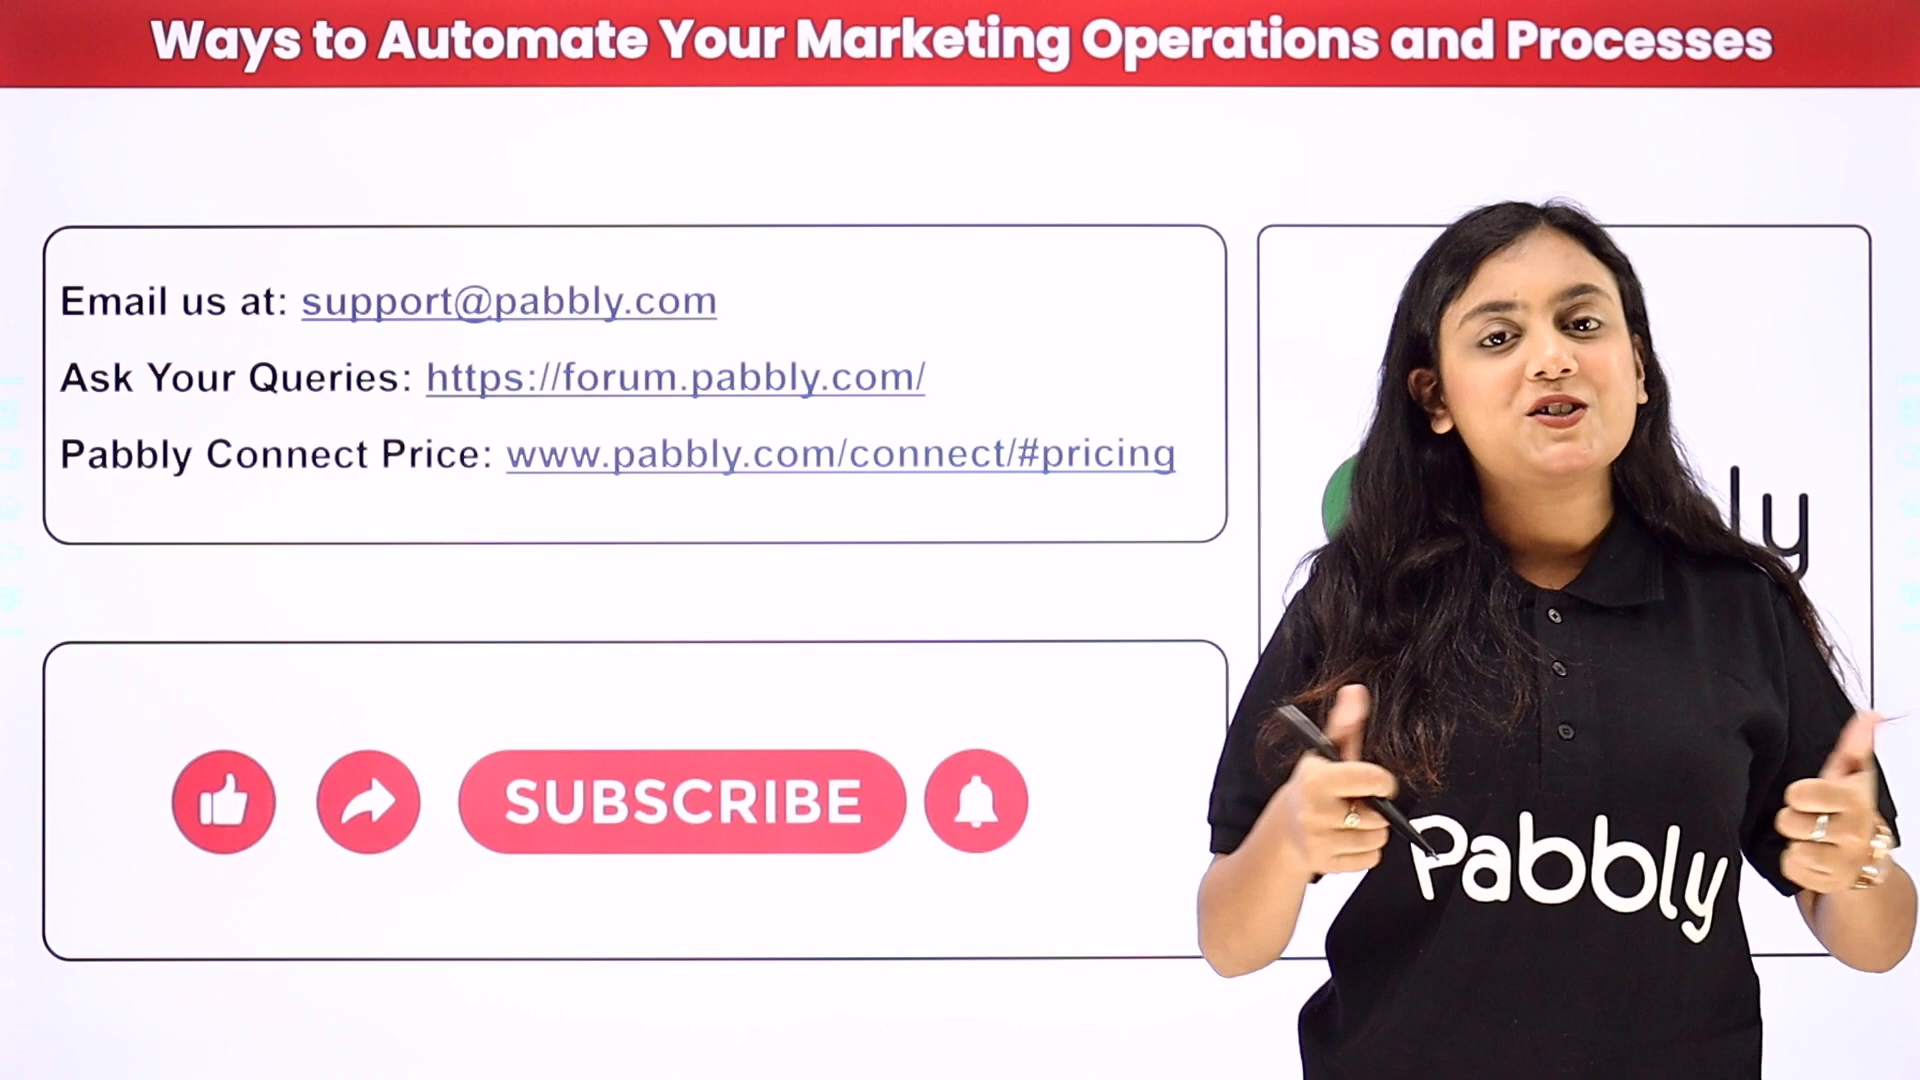 Ways to Automate Your Marketing Operations and Processes
Email us at: support@pabbly.com
Ask Your Queries: https://forum.pabbly.com/
Pabbly Connect Price: www.pabbly.com/connect/#pricing
ly
SUBSCRIBE
Pabbly